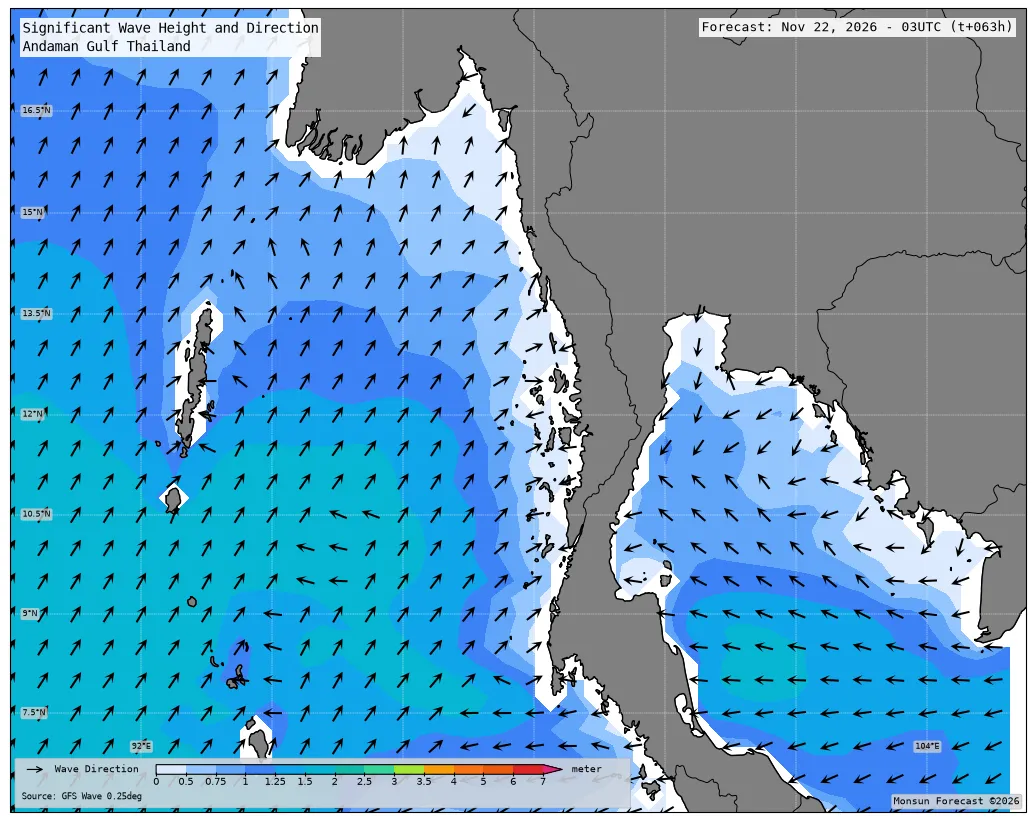 Significant Wave Height and Direction
Andaman Gulf Thailand
Forecast: Nov 22, 2026 - 03UTC (t+063h)
16.5°N
15°N
13.5°N
12°N
10.5°N
9°N
7.5°N
92°E
104°E
Wave Direction
0 0.5 0.75 1 1.25 1.5 2 2.5 3 3.5 4 5 6 7
meter
Source: GFS Wave 0.25deg
Monsun Forecast ©2026